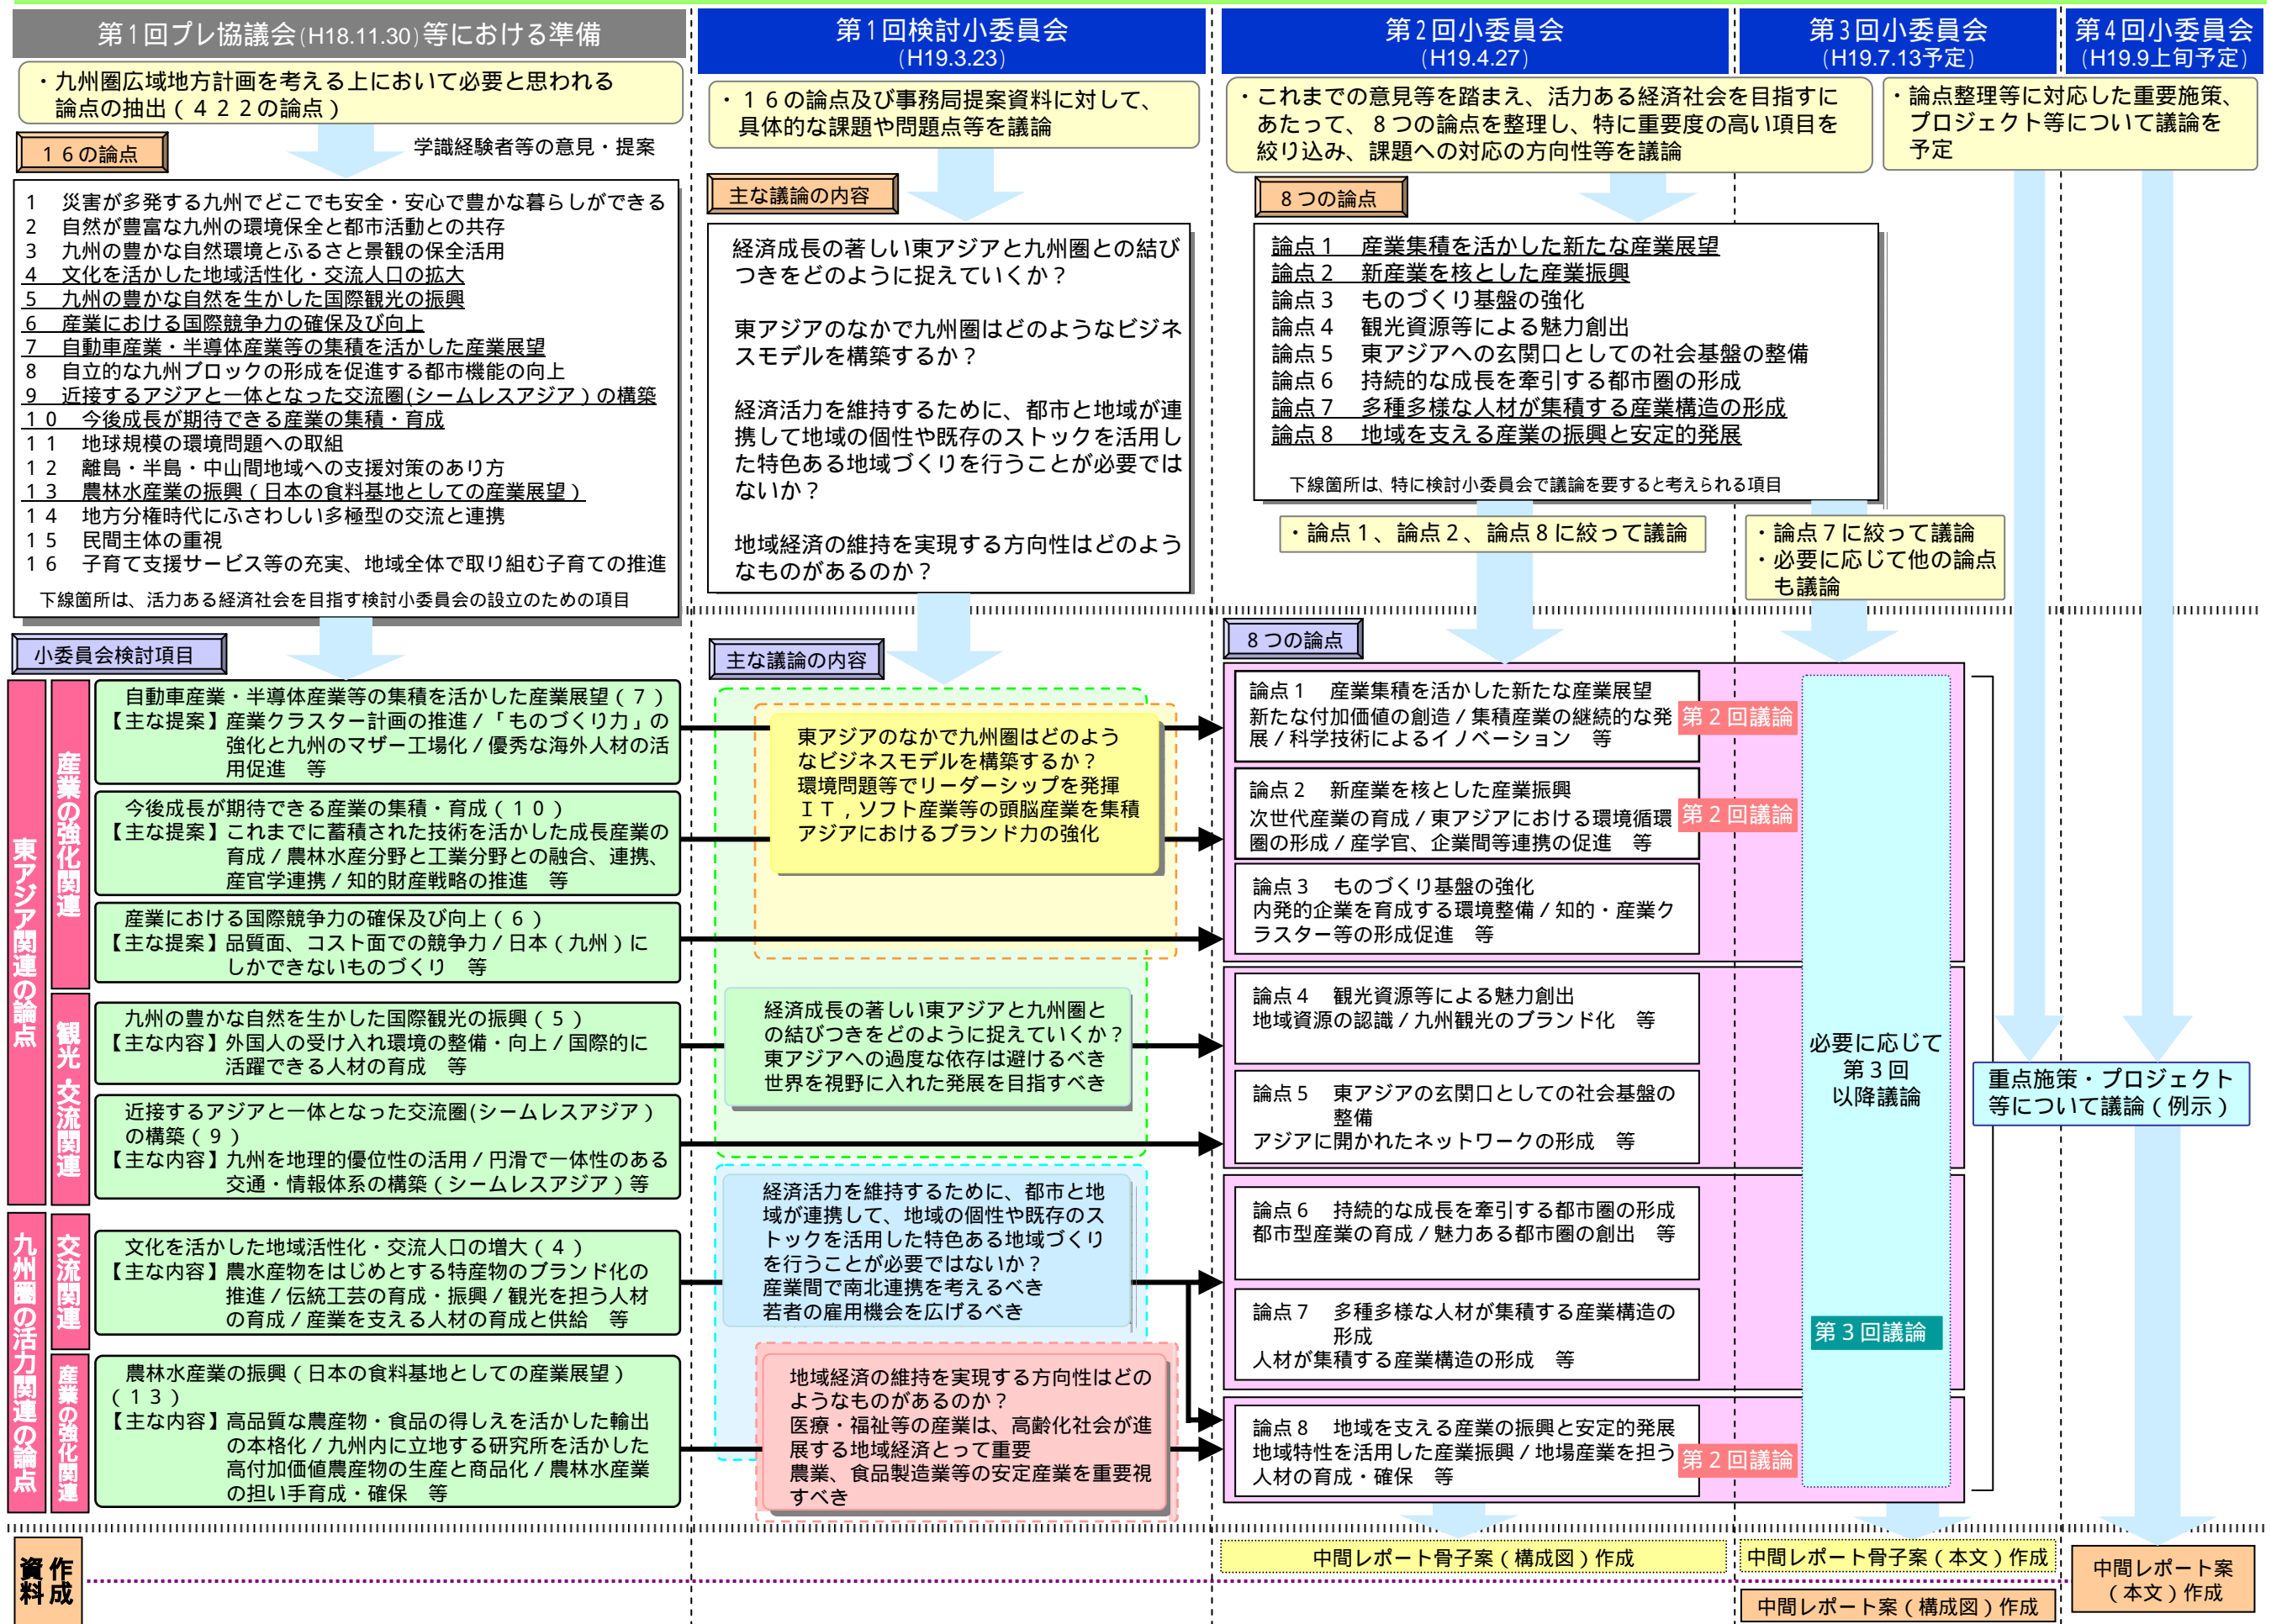 第1回プレ協議会(H18.11.30)等における準備
・九州圏広域地方計画を考える上において必要と思われる
論点の抽出（４２２の論点）
１６の論点
学識経験者等の意見・提案
1　災害が多発する九州でどこでも安全・安心で豊かな暮らしができる
2　自然が豊富な九州の環境保全と都市活動との共存
3　九州の豊かな自然環境とふるさと景観の保全活用
4　文化を活かした地域活性化・交流人口の拡大
5　九州の豊かな自然を生かした国際観光の振興
6　産業における国際競争力の確保及び向上
7　自動車産業・半導体産業等の集積を活かした産業展望
8　自立的な九州ブロックの形成を促進する都市機能の向上
9　近接するアジアと一体となった交流圏(シームレスアジア）の構築
１０　今後成長が期待できる産業の集積・育成
１１　地球規模の環境問題への取組
１２　離島・半島・中山間地域への支援対策のあり方
１３　農林水産業の振興（日本の食料基地としての産業展望）
１４　地方分権時代にふさわしい多極型の交流と連携
１５　民間主体の重視
１６　子育て支援サービス等の充実、地域全体で取り組む子育ての推進
下線箇所は、活力ある経済社会を目指す検討小委員会の設立のための項目
第1回検討小委員会
(H19.3.23)
・１６の論点及び事務局提案資料に対して、
具体的な課題や問題点等を議論
主な議論の内容
経済成長の著しい東アジアと九州圏との結び
つきをどのように捉えていくか？
東アジアのなかで九州圏はどのようなビジネ
スモデルを構築するか？
経済活力を維持するために、都市と地域が連
携して地域の個性や既存のストックを活用し
た特色ある地域づくりを行うことが必要では
ないか？
地域経済の維持を実現する方向性はどのよう
なものがあるのか？
第2回小委員会
(H19.4.27)
第3回小委員会
(H19.7.13予定)
第4回小委員会
(H19.9上旬予定)
・これまでの意見等を踏まえ、活力ある経済社会を目指すに
あたって、８つの論点を整理し、特に重要度の高い項目を
絞り込み、課題への対応の方向性等を議論
・論点整理等に対応した重要施策、
プロジェクト等について議論を
予定
８つの論点
論点１　産業集積を活かした新たな産業展望
論点２　新産業を核とした産業振興
論点３　ものづくり基盤の強化
論点４　観光資源等による魅力創出
論点５　東アジアへの玄関口としての社会基盤の整備
論点６　持続的な成長を牽引する都市圏の形成
論点７　多種多様な人材が集積する産業構造の形成
論点８　地域を支える産業の振興と安定的発展
下線箇所は、特に検討小委員会で議論を要すると考えられる項目
・論点１、論点２、論点８に絞って議論
・論点７に絞って議論
・必要に応じて他の論点
も議論
小委員会検討項目
東アジア関連の論点
産業の強化関連
自動車産業・半導体産業等の集積を活かした産業展望（７）
【主な提案】産業クラスター計画の推進／「ものづくり力」の
強化と九州のマザー工場化／優秀な海外人材の活
用促進　等
今後成長が期待できる産業の集積・育成（１０）
【主な提案】これまでに蓄積された技術を活かした成長産業の
育成／農林水産分野と工業分野との融合、連携、
産官学連携／知的財産戦略の推進　等
産業における国際競争力の確保及び向上（６）
【主な提案】品質面、コスト面での競争力／日本（九州）に
しかできないものづくり　等
観光・交流関連
九州の豊かな自然を生かした国際観光の振興（５）
【主な内容】外国人の受け入れ環境の整備・向上／国際的に
活躍できる人材の育成　等
近接するアジアと一体となった交流圏(シームレスアジア）
の構築（９）
【主な内容】九州を地理的優位性の活用／円滑で一体性のある
交通・情報体系の構築（シームレスアジア）等
九州圏の活力関連の論点
交流関連
文化を活かした地域活性化・交流人口の増大（４）
【主な内容】農水産物をはじめとする特産物のブランド化の
推進／伝統工芸の育成・振興／観光を担う人材
の育成／産業を支える人材の育成と供給　等
産業の強化関連
農林水産業の振興（日本の食料基地としての産業展望）
（１３）
【主な内容】高品質な農産物・食品の得しえを活かした輸出
の本格化／九州内に立地する研究所を活かした
高付加価値農産物の生産と商品化／農林水産業
の担い手育成・確保　等
主な議論の内容
東アジアのなかで九州圏はどのよう
なビジネスモデルを構築するか？
環境問題等でリーダーシップを発揮
ＩＴ，ソフト産業等の頭脳産業を集積
アジアにおけるブランド力の強化
経済成長の著しい東アジアと九州圏と
の結びつきをどのように捉えていくか？
東アジアへの過度な依存は避けるべき
世界を視野に入れた発展を目指すべき
経済活力を維持するために、都市と地
域が連携して、地域の個性や既存のス
トックを活用した特色ある地域づくり
を行うことが必要ではないか？
産業間で南北連携を考えるべき
若者の雇用機会を広げるべき
地域経済の維持を実現する方向性はどの
ようなものがあるのか？
医療・福祉等の産業は、高齢化社会が進
展する地域経済とって重要
農業、食品製造業等の安定産業を重要視
すべき
８つの論点
論点１　産業集積を活かした新たな産業展望
新たな付加価値の創造／集積産業の継続的な発
展／科学技術によるイノベーション　等
第２回議論
論点２　新産業を核とした産業振興
次世代産業の育成／東アジアにおける環境循環
圏の形成／産学官、企業間等連携の促進　等
第２回議論
論点３　ものづくり基盤の強化
内発的企業を育成する環境整備／知的・産業ク
ラスター等の形成促進　等
論点４　観光資源等による魅力創出
地域資源の認識／九州観光のブランド化　等
論点５　東アジアの玄関口としての社会基盤の
整備
アジアに開かれたネットワークの形成　等
論点６　持続的な成長を牽引する都市圏の形成
都市型産業の育成／魅力ある都市圏の創出　等
論点７　多種多様な人材が集積する産業構造の
形成
人材が集積する産業構造の形成　等
論点８　地域を支える産業の振興と安定的発展
地域特性を活用した産業振興／地場産業を担う
人材の育成・確保　等
第２回議論
必要に応じて
第３回
以降議論
第３回議論
重点施策・プロジェクト
等について議論（例示）
作成
資料
中間レポート骨子案（構成図）作成
中間レポート骨子案（本文）作成
中間レポート案（構成図）作成
中間レポート案
（本文）作成